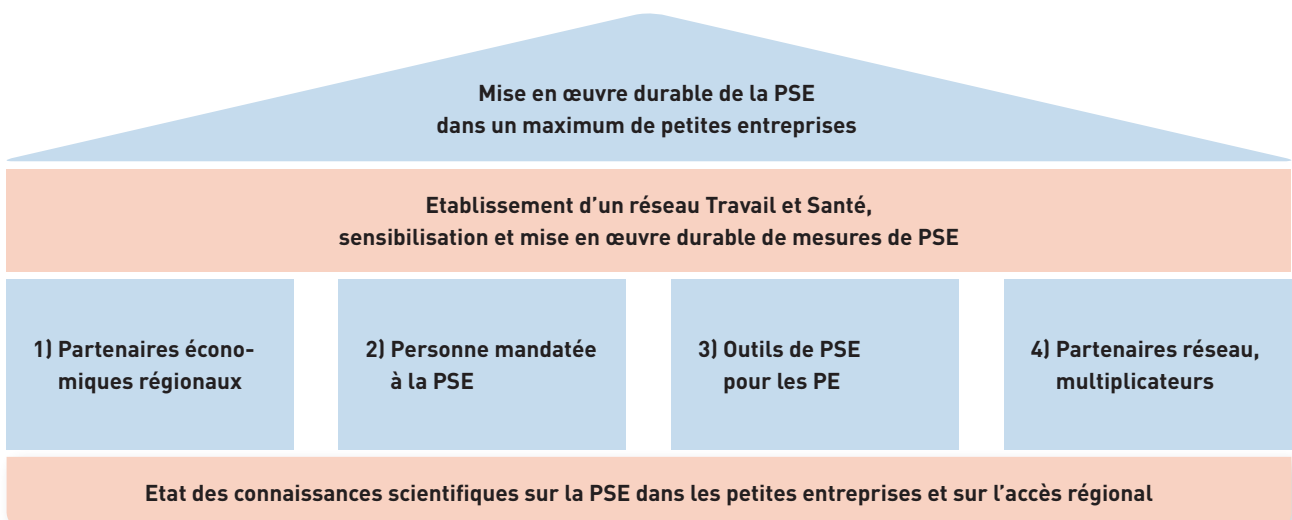 Mise en œuvre durable de la PSE
dans un maximum de petites entreprises
Etablissement d’un réseau Travail et Santé,
sensibilisation et mise en œuvre durable de mesures de PSE
1) Partenaires écono-
miques régionaux
2) Personne mandatée
à la PSE
3) Outils de PSE
pour les PE
4) Partenaires réseau,
multiplicateurs
Etat des connaissances scientifiques sur la PSE dans les petites entreprises et sur l’accès régional